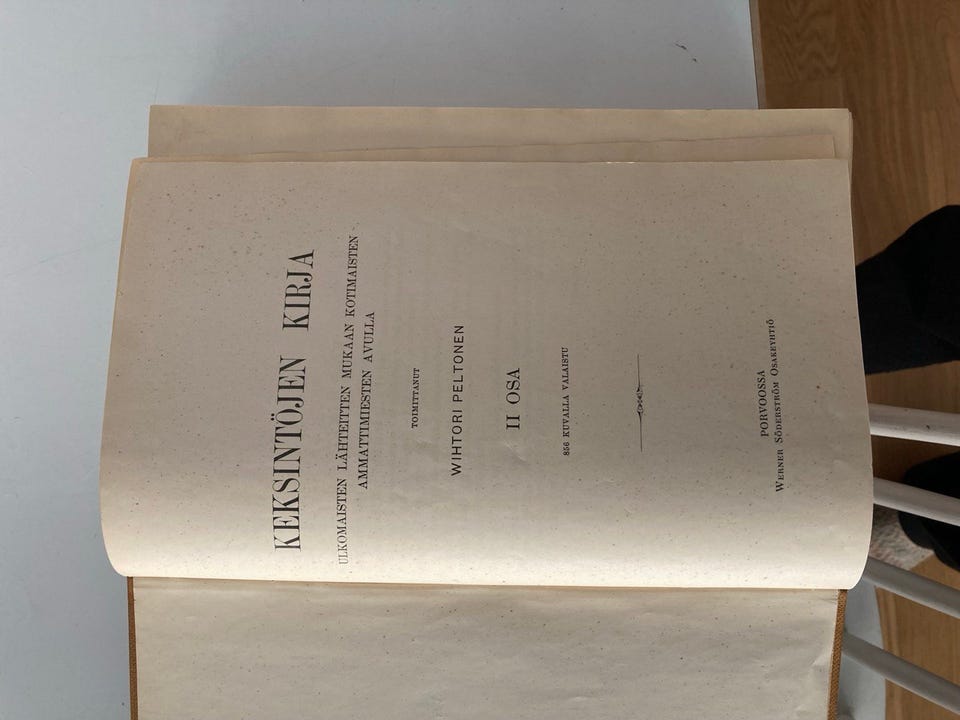 KEKSINTÖJEN KIRJA
ULKOMAISTEN LÄHTEITTEN MUKAAN KOTIMAISTEN
AMMATTIMIESTEN AVULLA
TOIMITTANUT
WIHTORI PELTONEN
II OSA
856 KUVALLA VALAISTU
PORVOOSSA
WERNER SÖDERSTRÖM OSAKEYHTIÖ